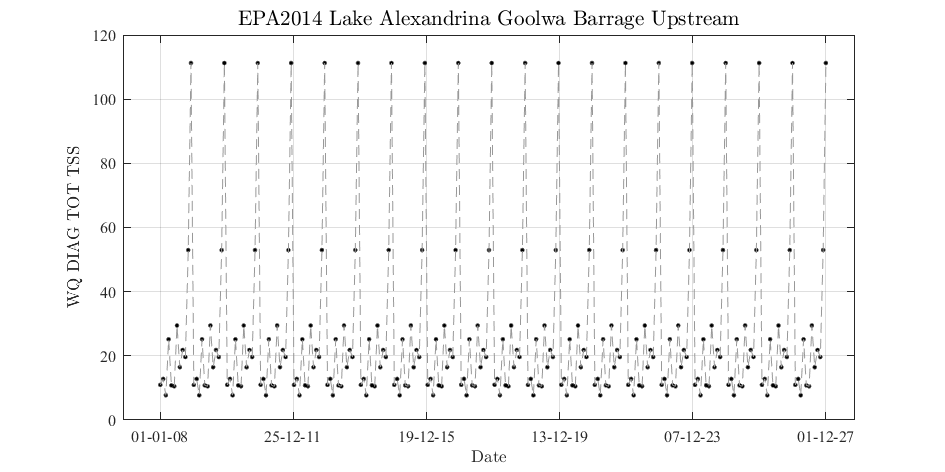 EPA2014 Lake Alexandrina Goolwa Barrage Upstream
120
100
80
60
40
20
0
WQ DIAG TOT TSS
01-01-08 25-12-11 19-12-15 13-12-19 07-12-23 01-12-27
Date